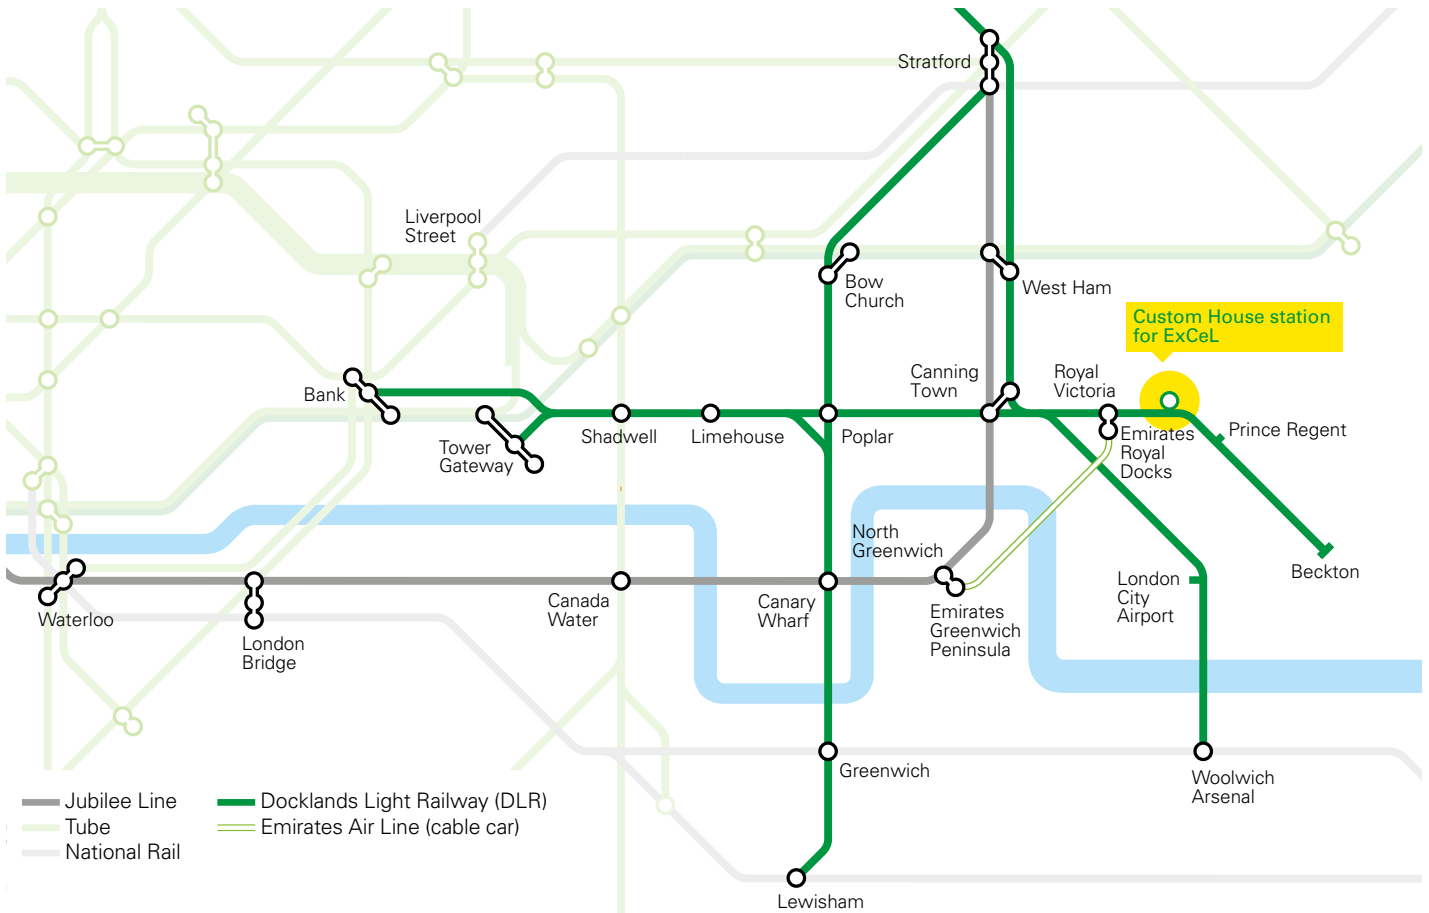 Stratford
Liverpool
Street
Bow
Church
West Ham
Custom House station
for ExCeL
Canning
Town
Royal
Victoria
Bank
Tower
Gateway
Shadwell
Limehouse
Poplar
Emirates
Royal
Docks
Prince Regent
North
Greenwich
Beckton
London
City
Airport
Waterloo
London
Bridge
Canada
Water
Canary
Wharf
Emirates
Greenwich
Peninsula
Greenwich
Woolwich
Arsenal
Lewisham
Jubilee Line
Tube
National Rail
Docklands Light Railway (DLR)
Emirates Air Line (cable car)